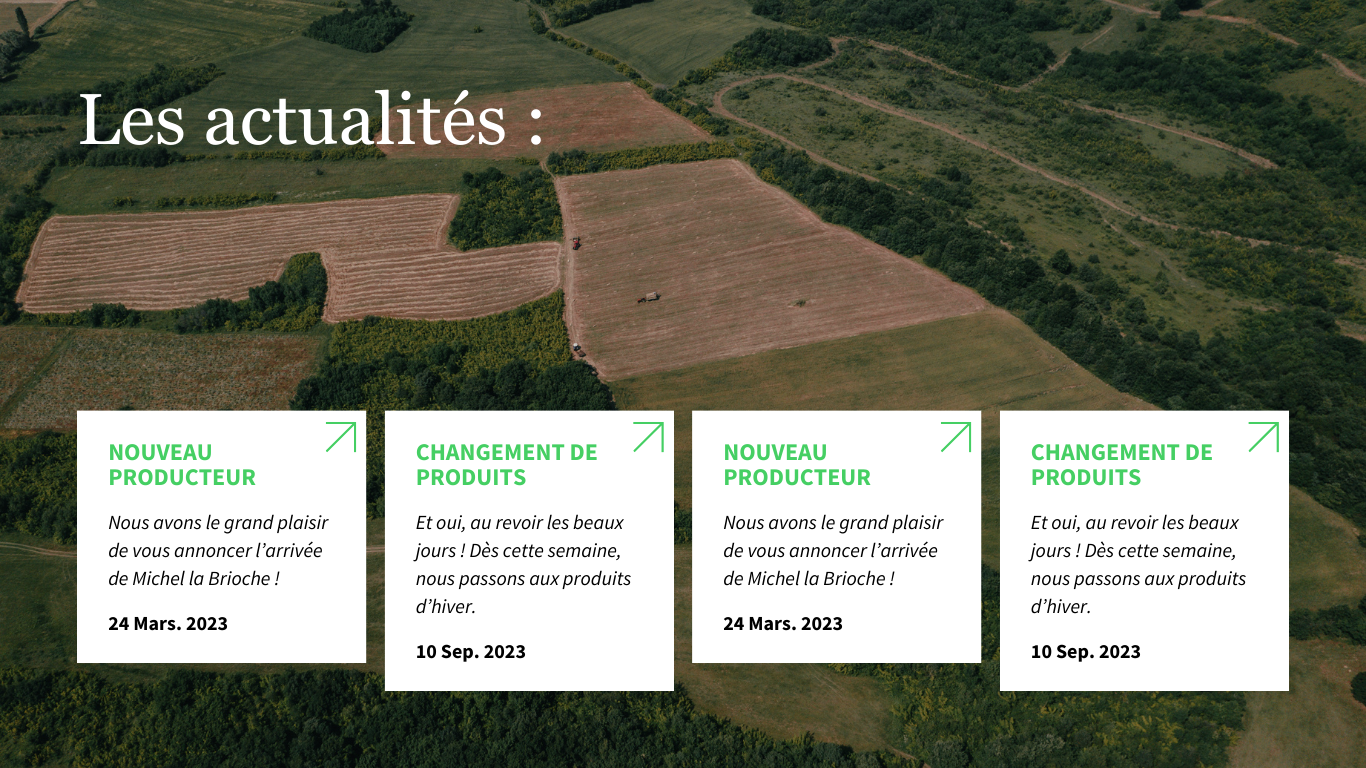 Les actualités :
NOUVEAU
PRODUCTEUR
Nous avons le grand plaisir
de vous annoncer l’arrivée
de Michel la Brioche !
24 Mars. 2023
CHANGEMENT DE
PRODUITS
Et oui, au revoir les beaux
jours ! Dès cette semaine,
nous passons aux produits
d’hiver.
10 Sep. 2023
NOUVEAU
PRODUCTEUR
Nous avons le grand plaisir
de vous annoncer l’arrivée
de Michel la Brioche !
24 Mars. 2023
CHANGEMENT DE
PRODUITS
Et oui, au revoir les beaux
jours ! Dès cette semaine,
nous passons aux produits
d’hiver.
10 Sep. 2023